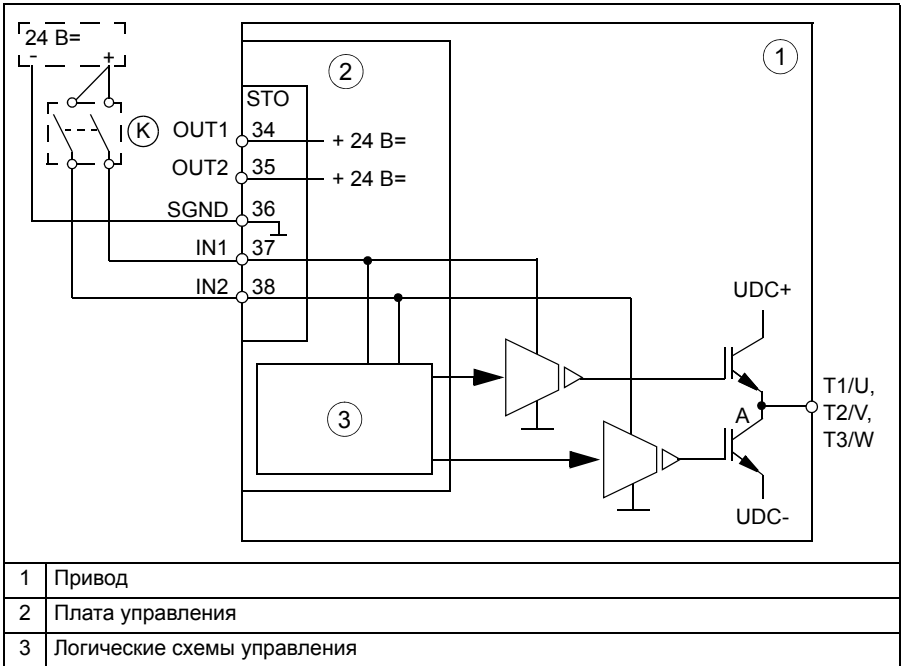 24 В=
- +
K
1
2
STO
OUT1 34 + 24 В=
OUT2 35 + 24 В=
SGND 36
IN1 37
IN2 38
UDC+
3
A
T1/U,
T2/V,
T3/W
UDC-
1 Привод
2 Плата управления
3 Логические схемы управления